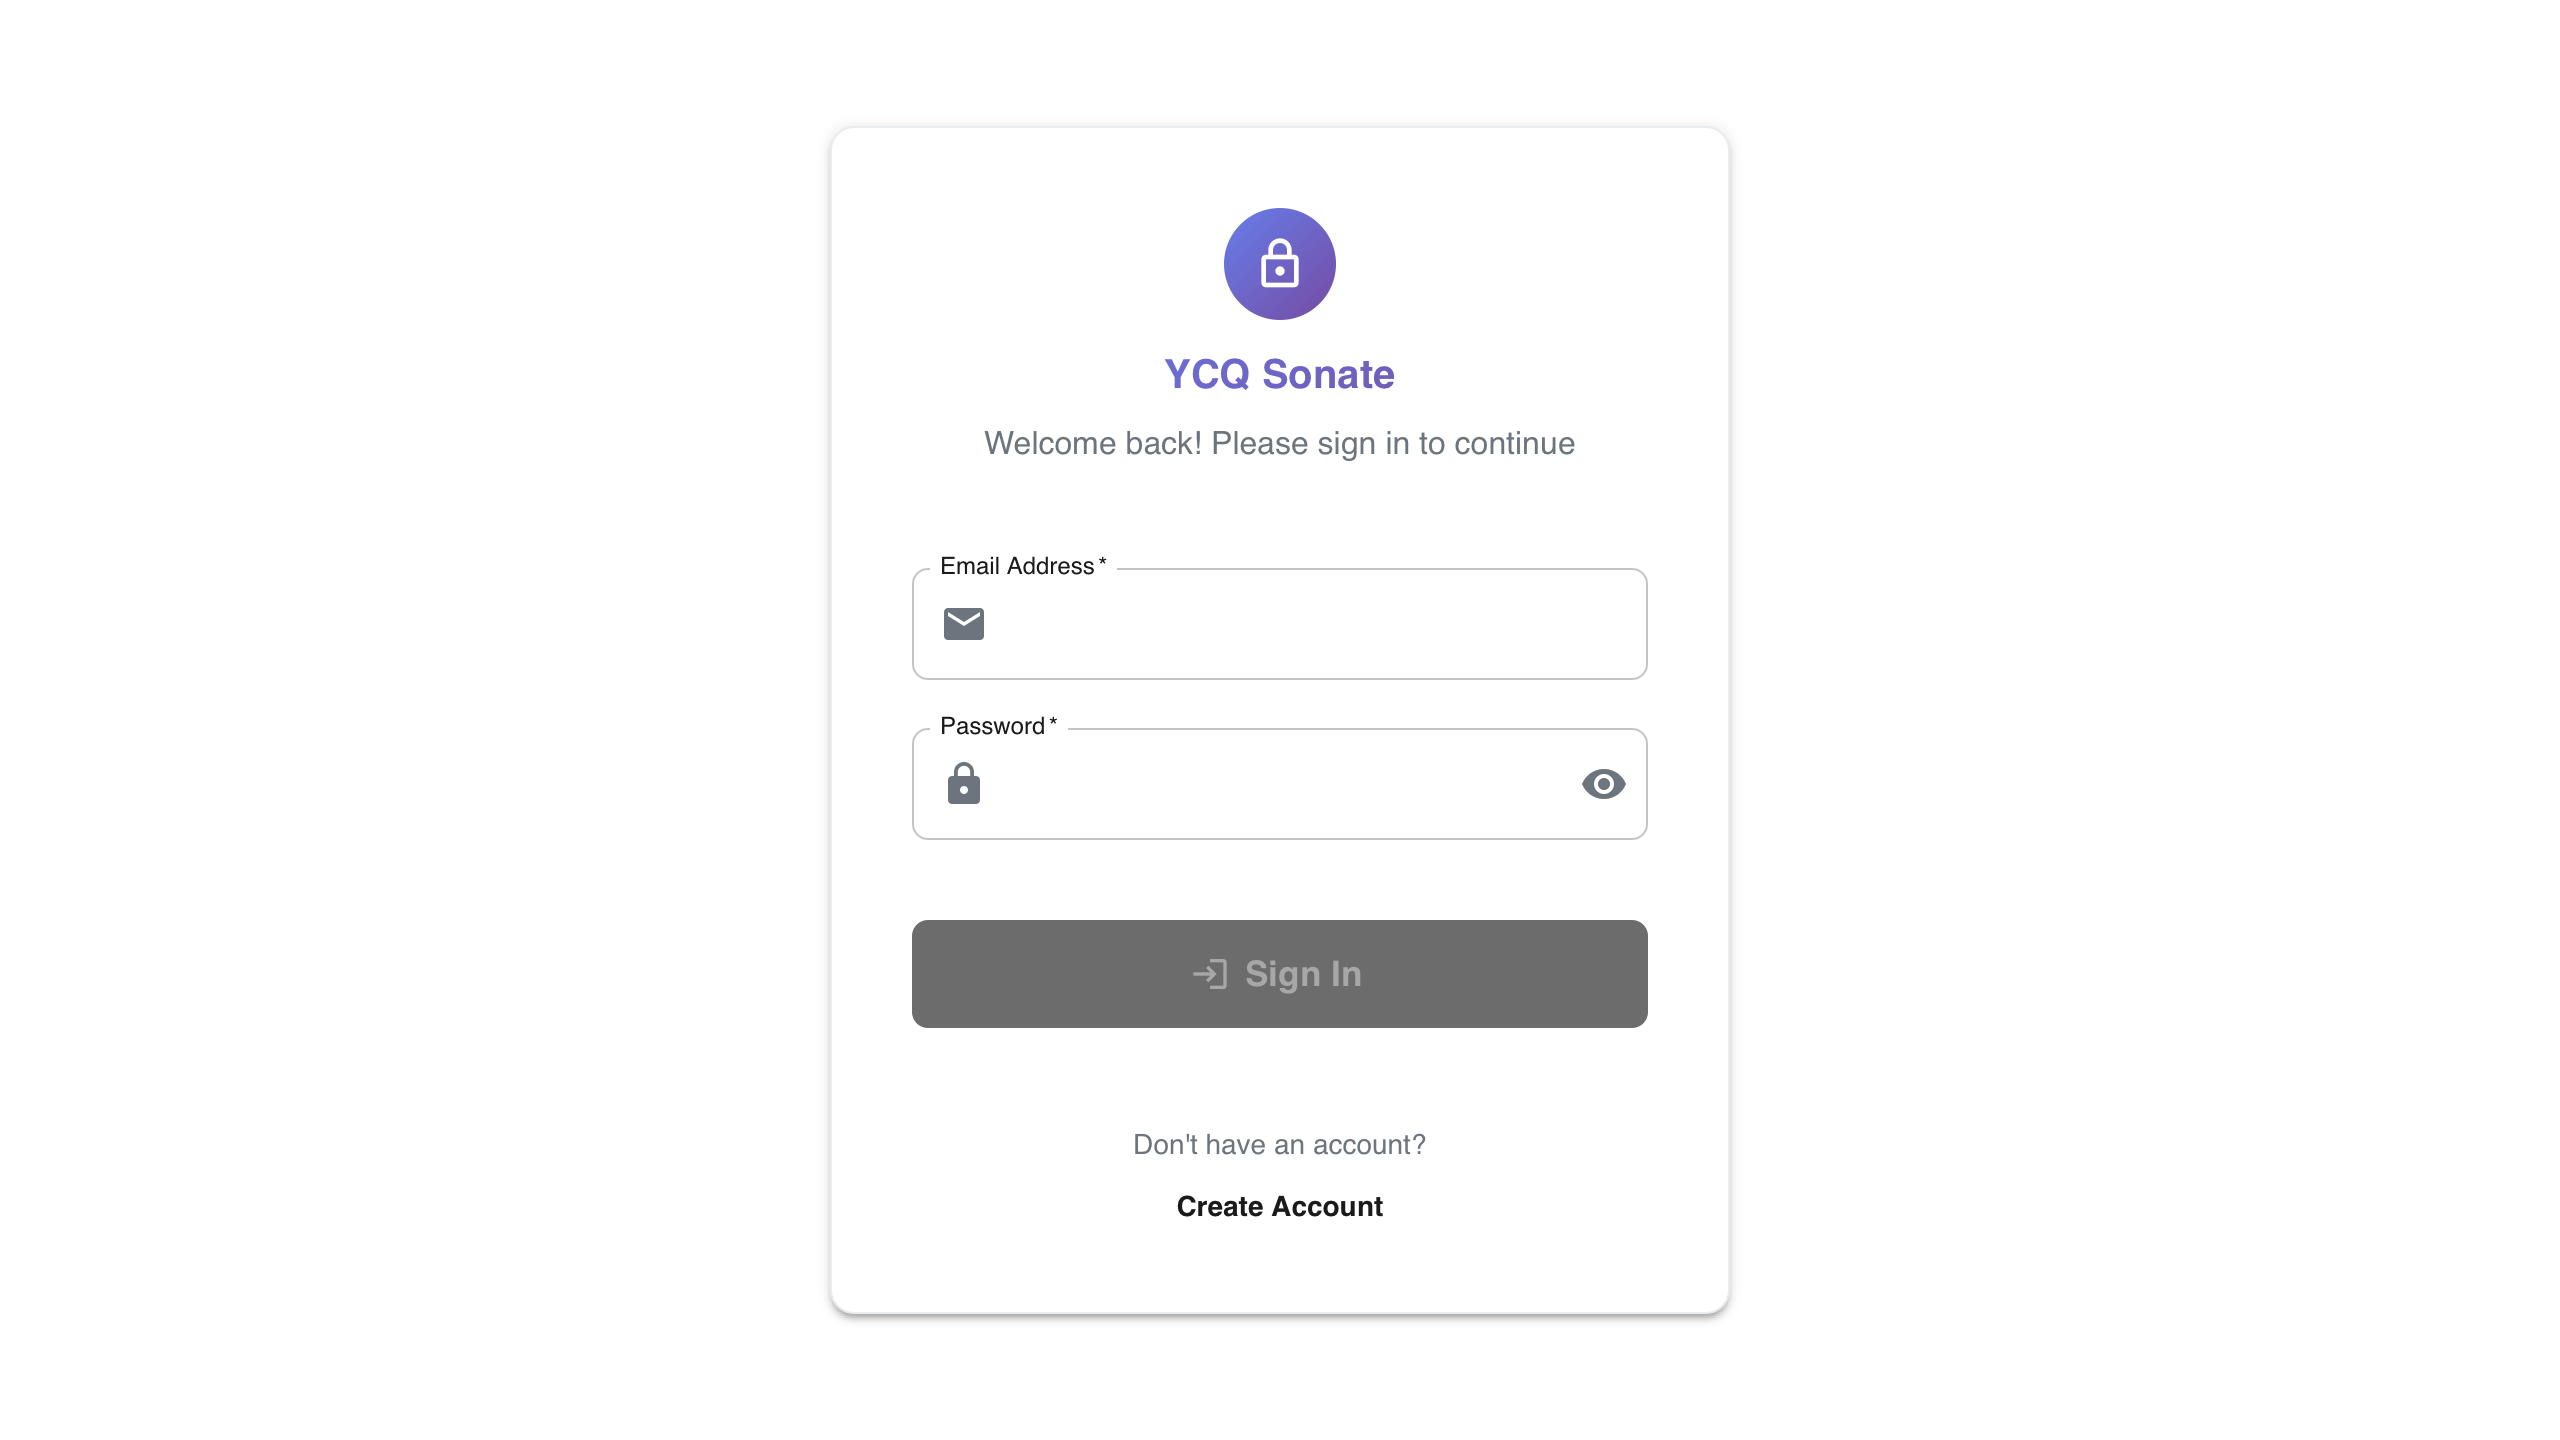 YCQ Sonate
Welcome back! Please sign in to continue
Email Address *
Password *
Sign In
Don't have an account?
Create Account